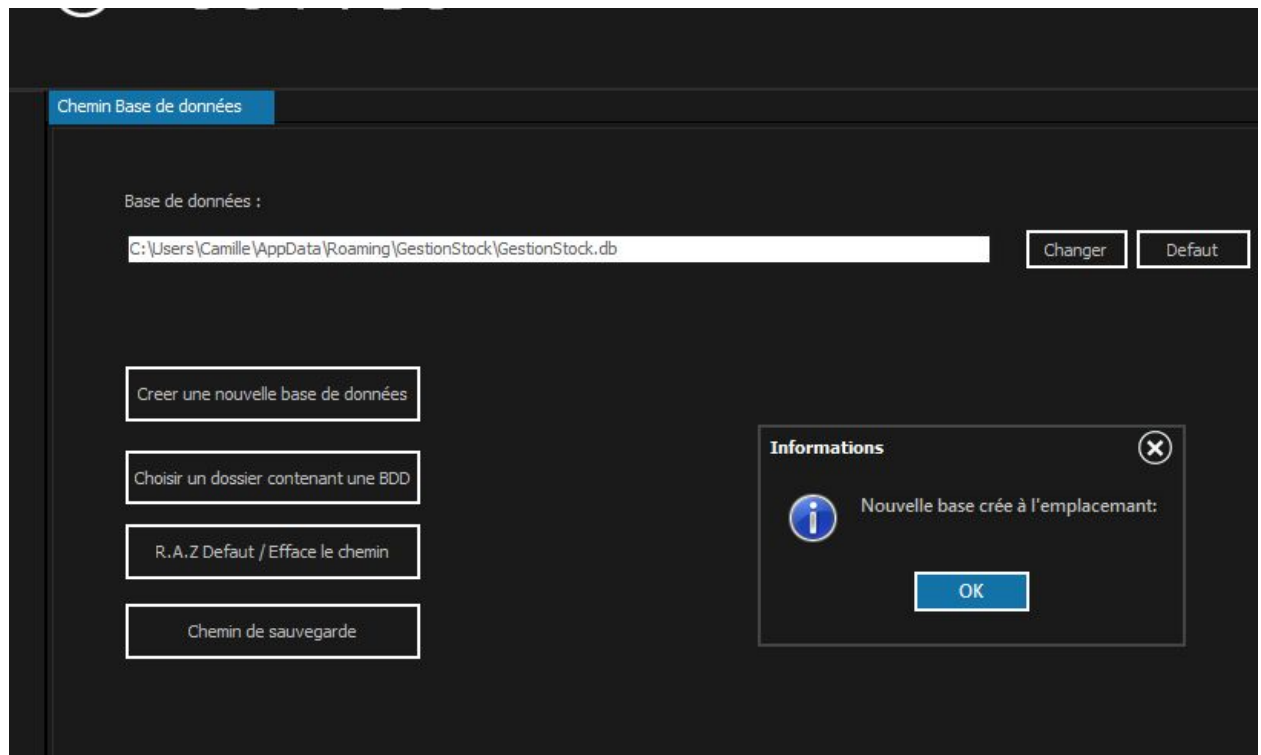 Chemin Base de données
Base de données :
C:\Users\Camille\AppData\Roaming\GestionStock\GestionStock.db
Changer
Defaut
Creer une nouvelle base de données
Choisir un dossier contenant une BDD
R.A.Z Defaut / Efface le chemin
Chemin de sauvegarde
Informations
Nouvelle base crée à l'emplacemant:
OK